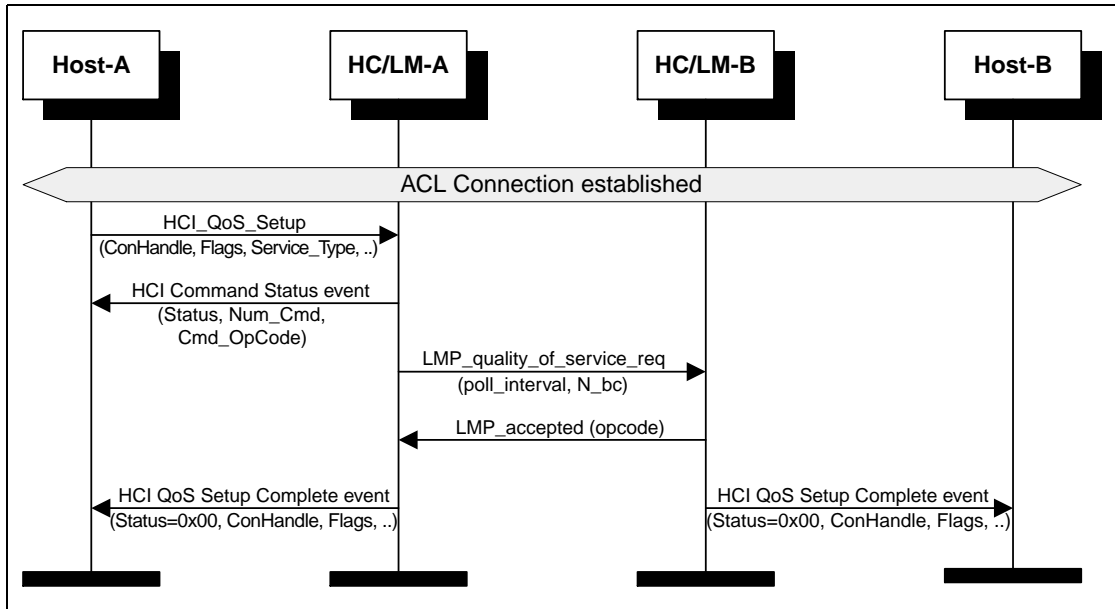 Host-A
HC/LM-A
HC/LM-B
Host-B
ACL Connection established
HCI_QoS_Setup
(ConHandle, Flags, Service_Type, ..)
HCI Command Status event
(Status, Num_Cmd,
Cmd_OpCode)
LMP_quality_of_service_req
(poll_interval, N_bc)
LMP_accepted (opcode)
HCI QoS Setup Complete event
(Status=0x00, ConHandle, Flags, ..)
HCI QoS Setup Complete event
(Status=0x00, ConHandle, Flags, ..)